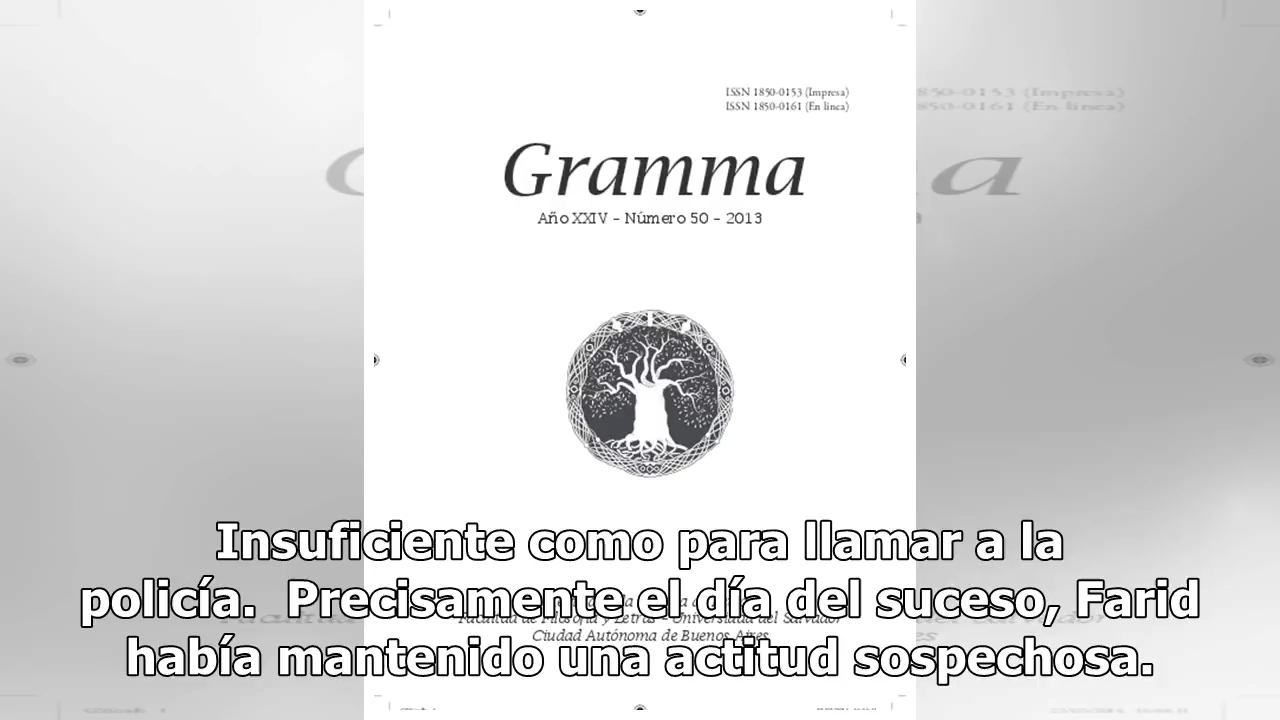 ISSN 1850-0153 (Impresa)
ISSN 1850-0161 (En línea)
Gramma
Año XXIV – Número 50 – 2013
Insuficiente como para llamar a la
policía. Precisamente el día del suceso, Farid
Facultad de Filosofía y Letras – Universidad del Salvador
Ciudad Autónoma de Buenos Aires
había mantenido una actitud sospechosa.